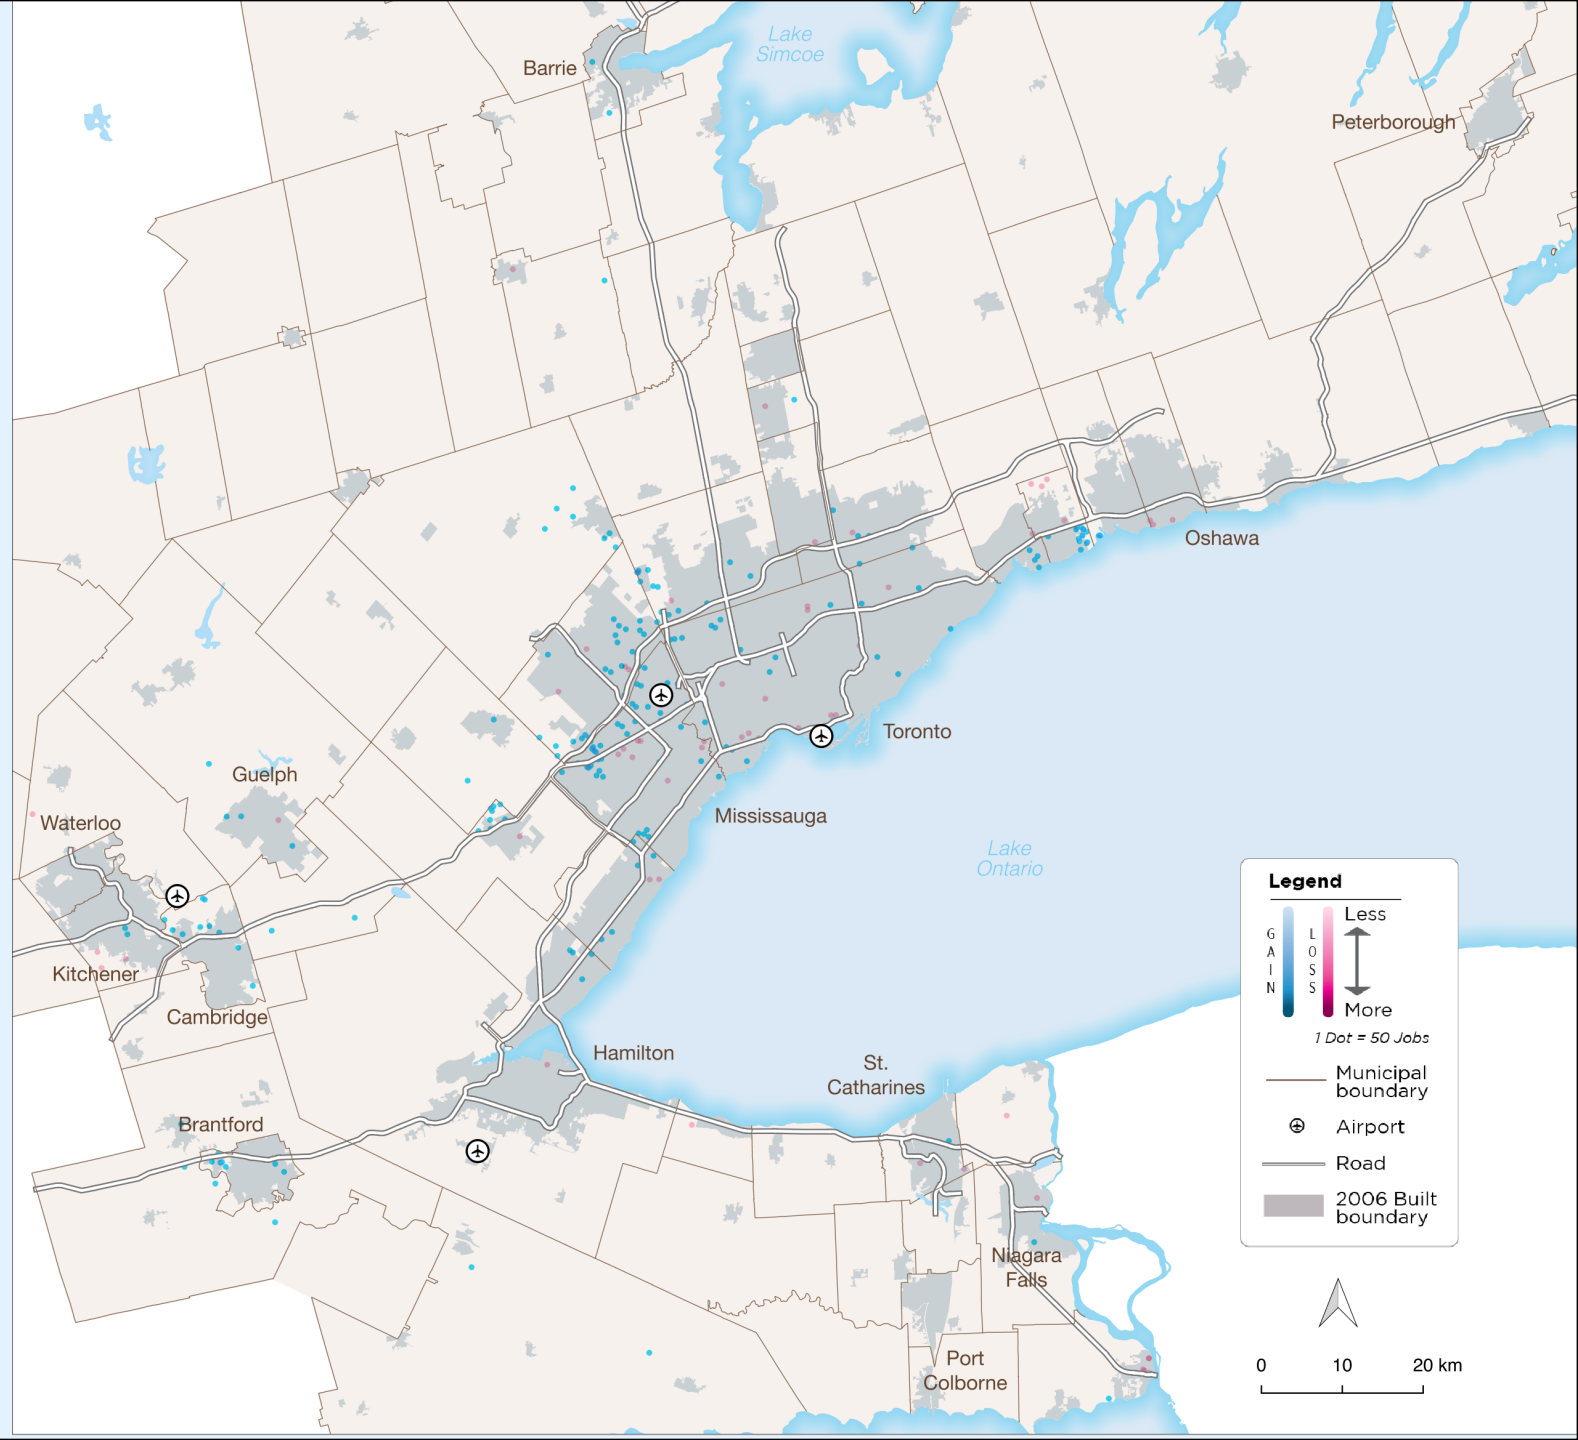 Lake
Simcoe
Barrie
Peterborough
Oshawa
Toronto
Guelph
Waterloo
Mississauga
Lake
Ontario
Kitchener
Cambridge
Hamilton
St.
Catharines
Brantford
Niagara
Falls
Port
Colborne
Legend
GAIN
LOSS
Less
More
1 Dot = 50 Jobs
Municipal
boundary
Airport
Road
2006 Built
boundary
0 10 20 km